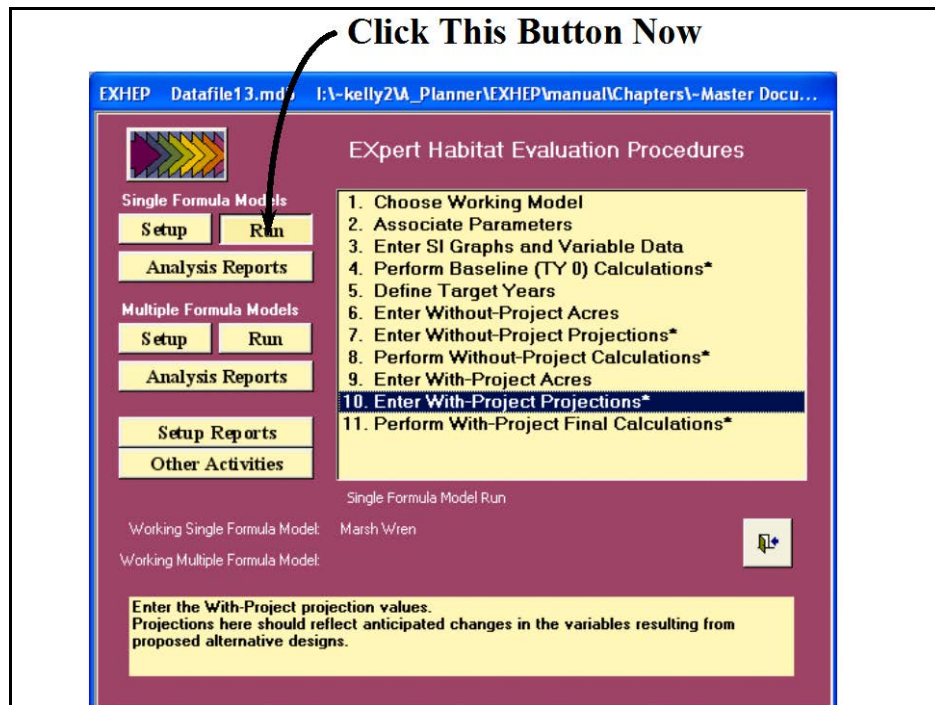 Click This Button Now
EXHEP Datafile13.mdb I:\~kelly2\A_Planner\EXHEP\manual\Chapters\~Master Docu...
EXpert Habitat Evaluation Procedures
Single Formula Models
Setup Run
Analysis Reports
Multiple Formula Models
Setup Run
Analysis Reports
Setup Reports
Other Activities
1. Choose Working Model
2. Associate Parameters
3. Enter SI Graphs and Variable Data
4. Perform Baseline (TY 0) Calculations*
5. Define Target Years
6. Enter Without-Project Acres
7. Enter Without-Project Projections*
8. Perform Without-Project Calculations*
9. Enter With-Project Acres
10. Enter With-Project Projections*
11. Perform With-Project Final Calculations*
Single Formula Model Run
Working Single Formula Model: Marsh Wren
Working Multiple Formula Model:
Enter the With-Project projection values.
Projections here should reflect anticipated changes in the variables resulting from
proposed alternative designs.